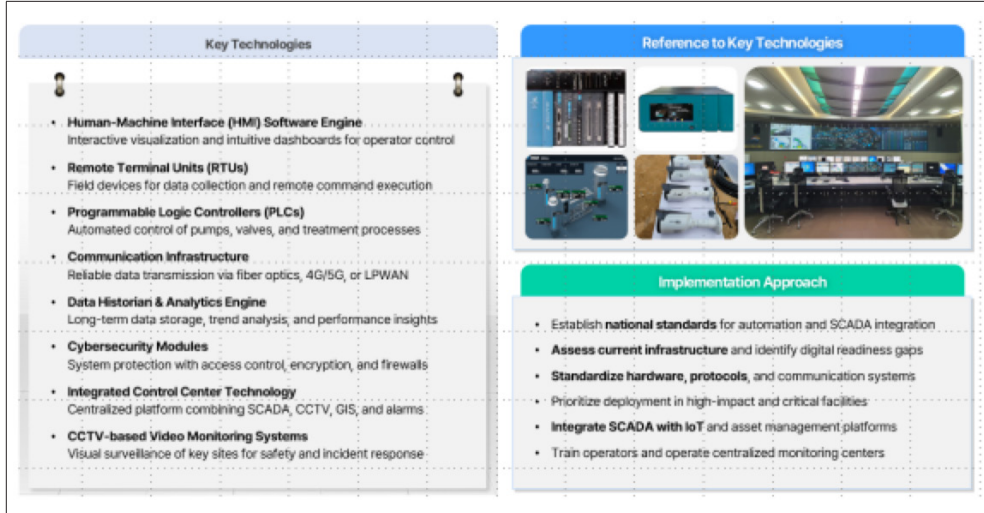 Key Technologies
• Human-Machine Interface (HMI) Software Engine
Interactive visualization and intuitive dashboards for operator control
• Remote Terminal Units (RTUs)
Field devices for data collection and remote command execution
• Programmable Logic Controllers (PLCs)
Automated control of pumps, valves, and treatment processes
• Communication Infrastructure
Reliable data transmission via fiber optics, 4G/5G, or LPWAN
• Data Historian & Analytics Engine
Long-term data storage, trend analysis, and performance insights
• Cybersecurity Modules
System protection with access control, encryption, and firewalls
• Integrated Control Center Technology
Centralized platform combining SCADA, CCTV, GIS, and alarms
• CCTV-based Video Monitoring Systems
Visual surveillance of key sites for safety and incident response
Reference to Key Technologies
Implementation Approach
• Establish national standards for automation and SCADA integration
• Assess current infrastructure and identify digital readiness gaps
• Standardize hardware, protocols, and communication systems
• Prioritize deployment in high-impact and critical facilities
• Integrate SCADA with IoT and asset management platforms
• Train operators and operate centralized monitoring centers